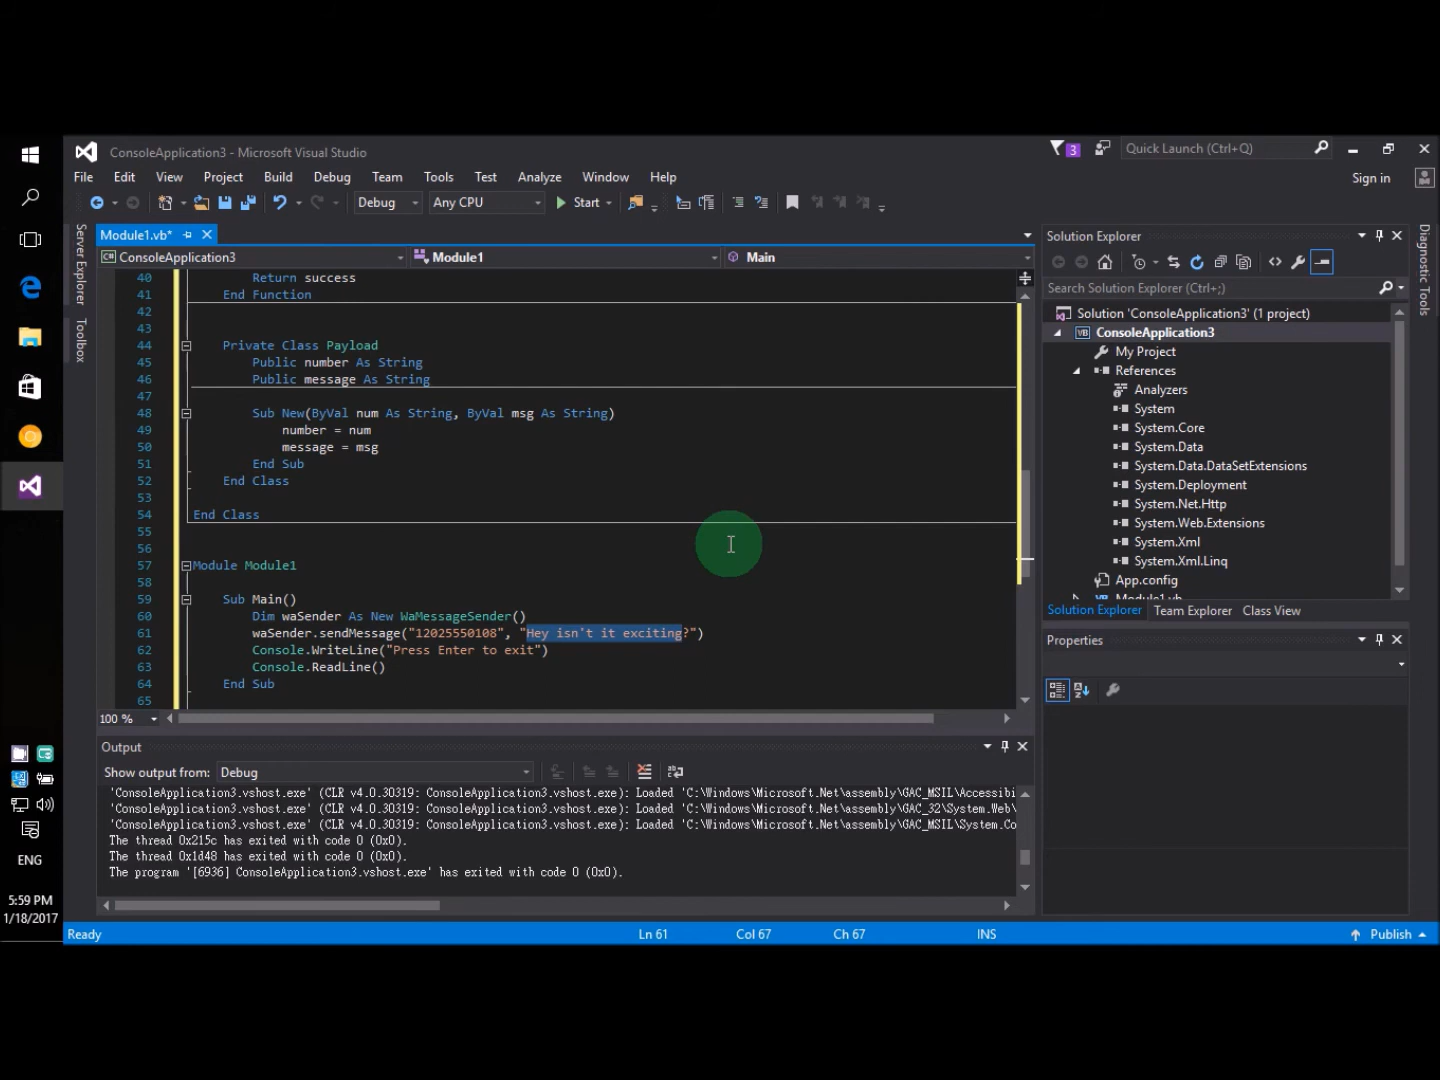 ConsoleApplication3 - Microsoft Visual Studio
3
Quick Launch (Ctrl+Q)
File Edit View Project Build Debug Team Tools Test Analyze Window Help
Sign in
Debug Any CPU Start
Server Explorer
Toolbox
Module1.vb*
ConsoleApplication3 Module1 Main
40 Return success
41 End Function
42
43
44 Private Class Payload
45 Public number As String
46 Public message As String
47
48 Sub New(ByVal num As String, ByVal msg As String)
49 number = num
50 message = msg
51 End Sub
52 End Class
53
54 End Class
55
56
57 Module Module1
58
59 Sub Main()
60 Dim waSender As New WaMessageSender()
61 waSender.sendMessage("12025550108", "Hey isn't it exciting?")
62 Console.WriteLine("Press Enter to exit")
63 Console.ReadLine()
64 End Sub
65
100 %
Output
Show output from: Debug
'ConsoleApplication3.vshost.exe' (CLR v4.0.30319: ConsoleApplication3.vshost.exe): Loaded 'C:\Windows\Microsoft.Net\assembly\GAC_MSIL\Accessibi
'ConsoleApplication3.vshost.exe' (CLR v4.0.30319: ConsoleApplication3.vshost.exe): Loaded 'C:\Windows\Microsoft.Net\assembly\GAC_32\System.Web\
'ConsoleApplication3.vshost.exe' (CLR v4.0.30319: ConsoleApplication3.vshost.exe): Loaded 'C:\Windows\Microsoft.Net\assembly\GAC_MSIL\System.Co
The thread 0x215c has exited with code 0 (0x0).
The thread 0x1d48 has exited with code 0 (0x0).
The program '[6936] ConsoleApplication3.vshost.exe' has exited with code 0 (0x0).
Solution Explorer
Search Solution Explorer (Ctrl+;)
Solution 'ConsoleApplication3' (1 project)
VB ConsoleApplication3
My Project
References
Analyzers
System
System.Core
System.Data
System.Data.DataSetExtensions
System.Deployment
System.Net.Http
System.Web.Extensions
System.Xml
System.Xml.Linq
App.config
Module1.vb
Solution Explorer Team Explorer Class View
Properties
Diagnostic Tools
Ready Ln 61 Col 67 Ch 67 INS Publish
ENG
5:59 PM
1/18/2017